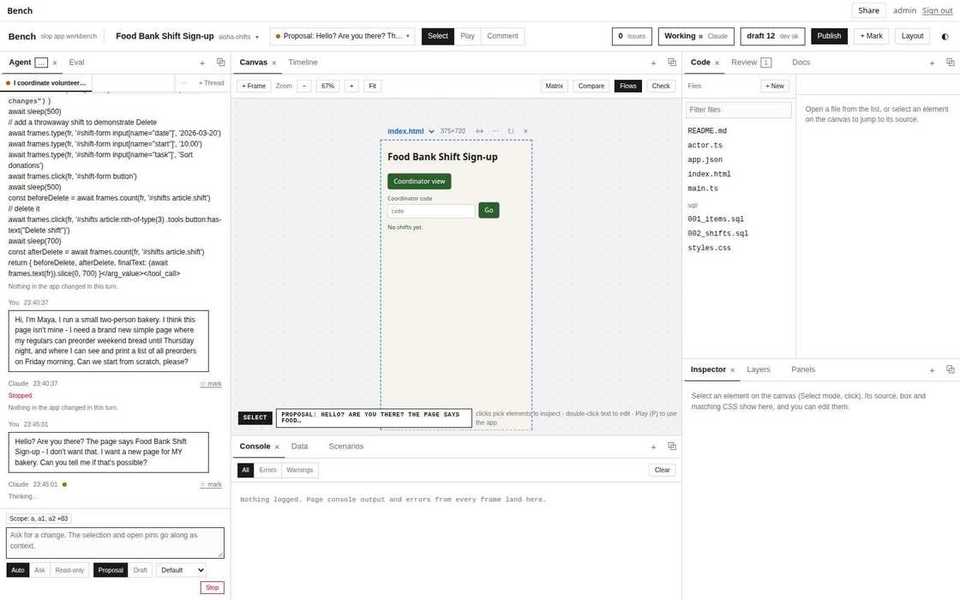 Bench
Share admin Sign out
Bench slop app workbench Food Bank Shift Sign-up aloha-shifts Proposal: Hello? Are you there? Th… Select Play Comment 0 issues Working Claude draft 12 dev ok Publish + Mark Layout
Agent … × Eval +
I coordinate volunteer… … + Thread
changes") )
await sleep(500)
// add a throwaway shift to demonstrate Delete
await frames.type(fr, '#shift-form input[name="date"]', '2026-03-20')
await frames.type(fr, '#shift-form input[name="start"]', '10:00')
await frames.type(fr, '#shift-form input[name="task"]', 'Sort
donations')
await frames.click(fr, '#shift-form button')
await sleep(500)
const beforeDelete = await frames.count(fr, '#shifts article.shift')
// delete it
await frames.click(fr, '#shifts article:nth-of-type(3) .tools button:has-
text("Delete shift")')
await sleep(700)
const afterDelete = await frames.count(fr, '#shifts article.shift')
return { beforeDelete, afterDelete, finalText: (await
frames.text(fr)).slice(0, 700) }</arg_value></tool_call>
Nothing in the app changed in this turn.
You 23:40:37
Hi, I'm Maya, I run a small two-person bakery. I think this
page isn't mine - I need a brand new simple page where
my regulars can preorder weekend bread until Thursday
night, and where I can see and print a list of all preorders
on Friday morning. Can we start from scratch, please?
Claude 23:40:37 mark
Stopped.
Nothing in the app changed in this turn.
You 23:45:01
Hello? Are you there? The page says Food Bank Shift
Sign-up - I don't want that. I want a new page for MY
bakery. Can you tell me if that's possible?
Claude 23:45:01 mark
Thinking…
Scope: a, a1, a2 +83
Ask for a change. The selection and open pins go along as
context.
Auto Ask Read-only Proposal Draft Default
Stop
Canvas × Timeline +
+ Frame Zoom − 67% + Fit Matrix Compare Flows Check
index.html 375×720 ⋯ ×
Food Bank Shift Sign-up
Coordinator view
Coordinator code
code Go
No shifts yet.
SELECT PROPOSAL: HELLO? ARE YOU THERE? THE PAGE SAYS
FOOD…
clicks pick elements to inspect · double-click text to edit · Play (P) to use
the app
Console × Data Scenarios +
All Errors Warnings Clear
Nothing logged. Page console output and errors from every frame land here.
Code × Review 1 Docs +
Files + New
Filter files
README.md
actor.ts
app.json
index.html
main.ts
sql
001_items.sql
002_shifts.sql
styles.css
Open a file from the list, or select an element
on the canvas to jump to its source.
Inspector × Layers Panels +
Select an element on the canvas (Select mode, click). Its source, box and
matching CSS show here, and you can edit them.